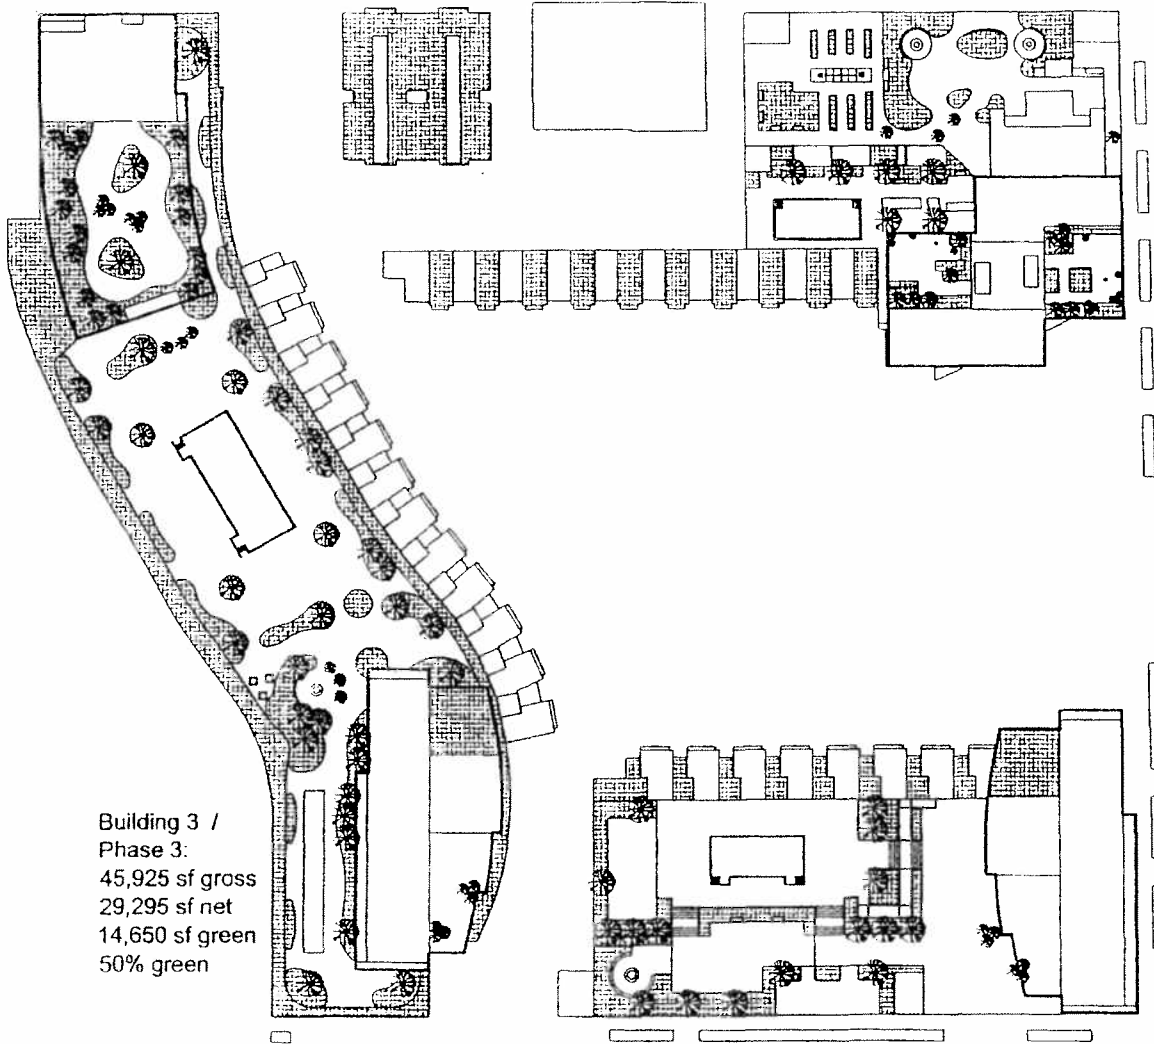 Building 3 /
Phase 3:
45,925 sf gross
29,295 sf net
14,650 sf green
50% green